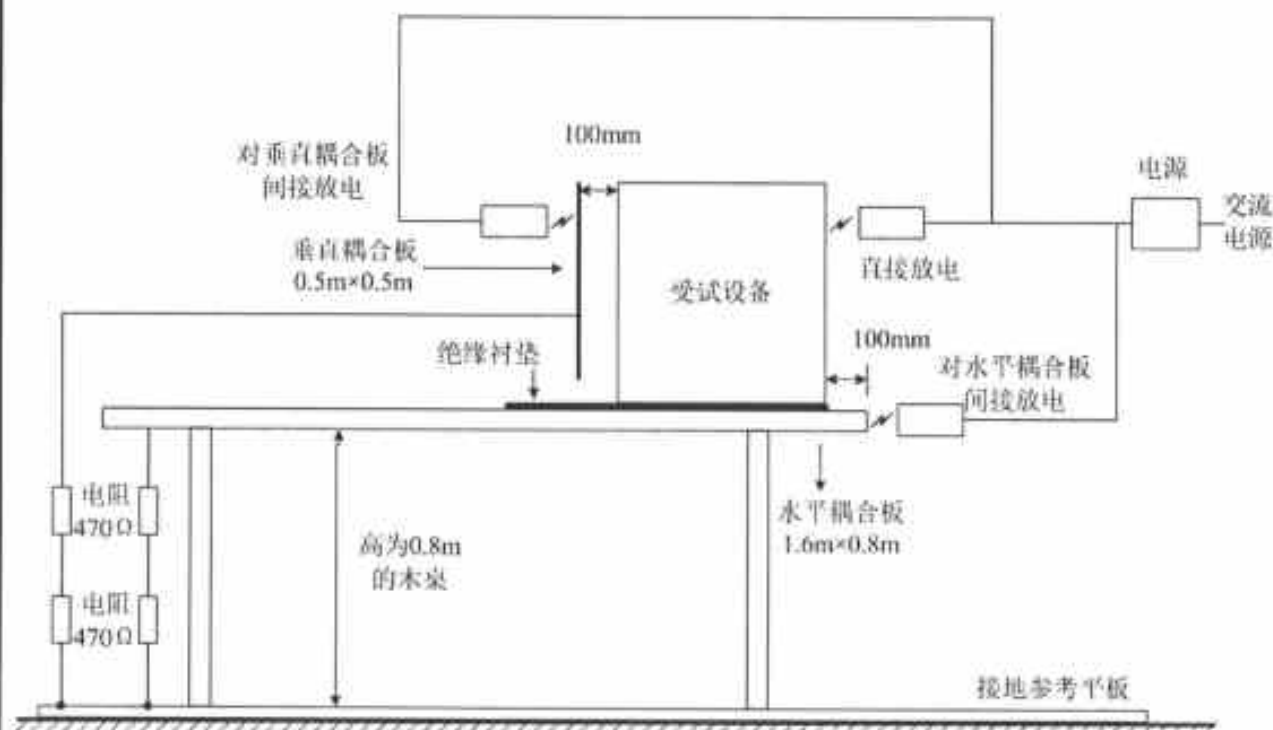 100mm
对垂直耦合板
间接放电
电源
交流
电源
垂直耦合板
0.5m×0.5m
直接放电
受试设备
绝缘衬垫
100mm
对水平耦合板
间接放电
电阻
470Ω
水平耦合板
1.6m×0.8m
高为0.8m
的木桌
电阻
470Ω
接地参考平板